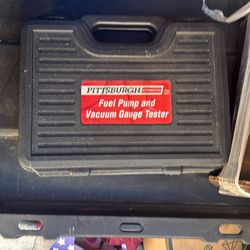 PITTSBURGH
Fuel Pump and
Vacuum Gauge Tester